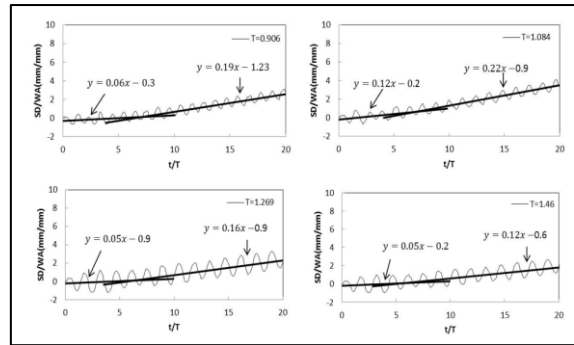 10
8
6
4
2
0
-2
SD/WA(mm/mm)
T=0.906
y = 0.06x − 0.3
y = 0.19x − 1.23
0 5 10 15 20
t/T
10
8
6
4
2
0
-2
SD/WA(mm/mm)
T=1.084
y = 0.12x − 0.2
y = 0.22x − 0.9
0 5 10 15 20
t/T
10
8
6
4
2
0
-2
SD/WA(mm/mm)
T=1.269
y = 0.05x − 0.9
y = 0.16x − 0.9
0 5 10 15 20
t/T
10
8
6
4
2
0
-2
SD/WA(mm/mm)
T=1.46
y = 0.05x − 0.2
y = 0.12x − 0.6
0 5 10 15 20
t/T